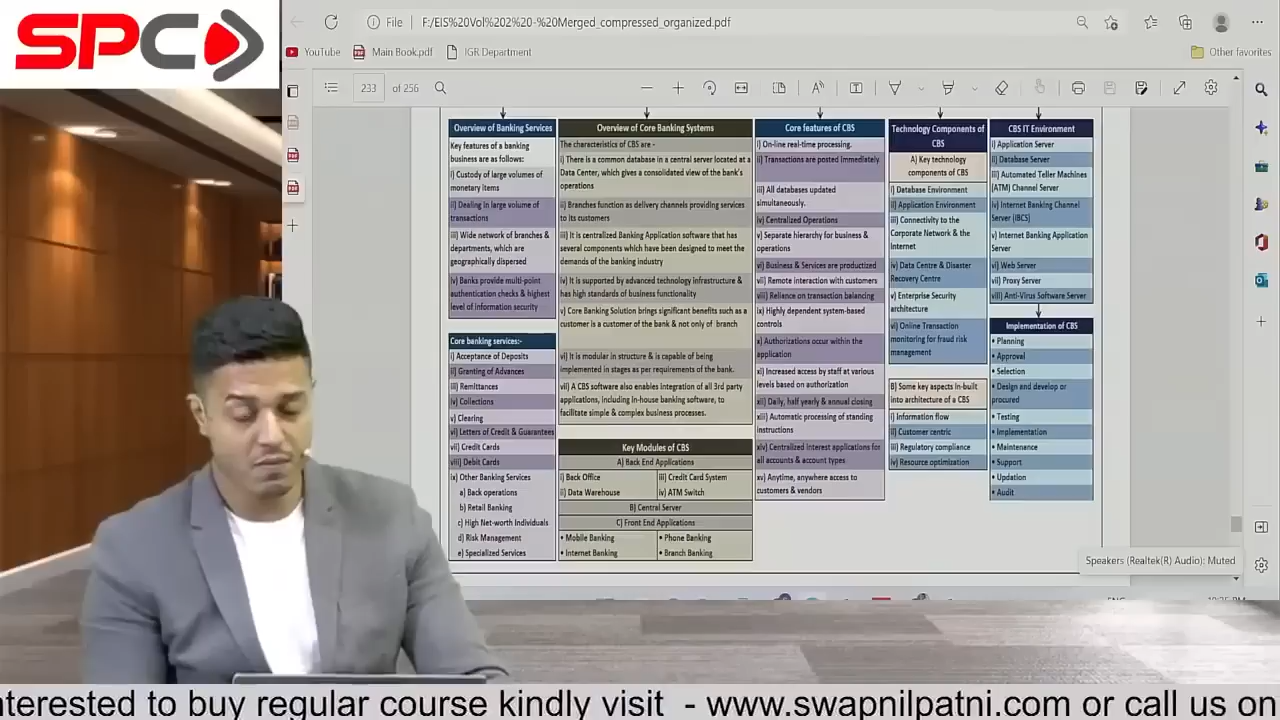 SPC
File
F:/EIS%20Vol%202%20-%20Merged_compressed_organized.pdf
YouTube
Main Book.pdf
IGR Department
Other favorites
233
of 256
Overview of Banking Services
Key features of a banking
business are as follows:
i) Custody of large volumes of
monetary items
ii) Dealing in large volume of
transactions
iii) Wide network of branches &
departments, which are
geographically dispersed
iv) Banks provide multi-point
authentication checks & highest
level of information security
Core banking services:-
i) Acceptance of Deposits
ii) Granting of Advances
iii) Remittances
iv) Collections
v) Clearing
vi) Letters of Credit & Guarantees
vii) Credit Cards
viii) Debit Cards
ix) Other Banking Services
a) Back operations
b) Retail Banking
c) High Net-worth Individuals
d) Risk Management
e) Specialized Services
Overview of Core Banking Systems
The characteristics of CBS are -
i) There is a common database in a central server located at a
Data Center, which gives a consolidated view of the bank's
operations
ii) Branches function as delivery channels providing services
to its customers
iii) It is centralized Banking Application software that has
several components which have been designed to meet the
demands of the banking industry
iv) It is supported by advanced technology infrastructure &
has high standards of business functionality
v) Core Banking Solution brings significant benefits such as a
customer is a customer of the bank & not only of branch
vi) It is modular in structure & is capable of being
implemented in stages as per requirements of the bank.
vii) A CBS software also enables integration of all 3rd party
applications, including in-house banking software, to
facilitate simple & complex business processes.
Key Modules of CBS
A) Back End Applications
i) Back Office
iii) Credit Card System
ii) Data Warehouse
iv) ATM Switch
B) Central Server
C) Front End Applications
• Mobile Banking
• Phone Banking
• Internet Banking
• Branch Banking
Core features of CBS
i) On-line real-time processing.
ii) Transactions are posted immediately
iii) All databases updated
simultaneously.
iv) Centralized Operations
v) Separate hierarchy for business &
operations
vi) Business & Services are productized
vii) Remote interaction with customers
viii) Reliance on transaction balancing
ix) Highly dependent system-based
controls
x) Authorizations occur within the
application
xi) Increased access by staff at various
levels based on authorization
xii) Daily, half yearly & annual closing
xiii) Automatic processing of standing
instructions
xiv) Centralized interest applications for
all accounts & account types
xv) Anytime, anywhere access to
customers & vendors
Technology Components of
CBS
A) Key technology
components of CBS
i) Database Environment
ii) Application Environment
iii) Connectivity to the
Corporate Network & the
Internet
iv) Data Centre & Disaster
Recovery Centre
v) Enterprise Security
architecture
vi) Online Transaction
monitoring for fraud risk
management
B) Some key aspects in-built
into architecture of a CBS
i) Information flow
ii) Customer centric
iii) Regulatory compliance
iv) Resource optimization
CBS IT Environment
i) Application Server
ii) Database Server
iii) Automated Teller Machines
(ATM) Channel Server
iv) Internet Banking Channel
Server (IBCS)
v) Internet Banking Application
Server
vi) Web Server
vii) Proxy Server
viii) Anti-Virus Software Server
Implementation of CBS
• Planning
• Approval
• Selection
• Design and develop or
procured
• Testing
• Implementation
• Maintenance
• Support
• Updation
• Audit
Speakers (Realtek(R) Audio): Muted
nterested to buy regular course kindly visit - www.swapnilpatni.com or call us on